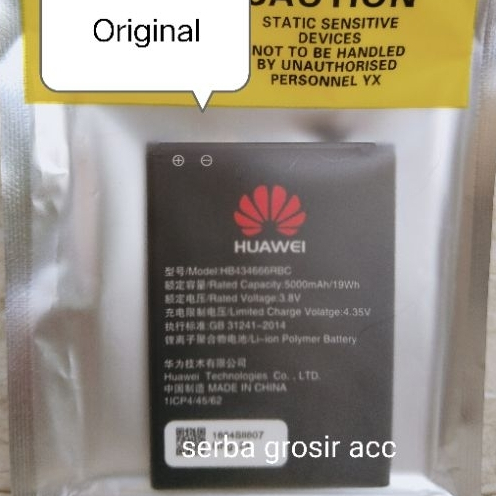 CAUTION
Original
STATIC SENSITIVE
DEVICES
NOT TO BE HANDLED
BY UNAUTHORISED
PERSONNEL YX
HUAWEI
型号/Model:HB434666RBC
额定容量/Rated Capacity:5000mAh/19Wh
额定电压/Rated Voltage:3.8V
充电限制电压/Limited Charge Volatge:4.35V
执行标准:GB 31241-2014
锂离子聚合物电池/Li-ion Polymer Battery
华为技术有限公司
Huawei Technologies Co. , LTD.
中国制造 MADE IN CHINA
1ICP4/45/62
serba grosir acc